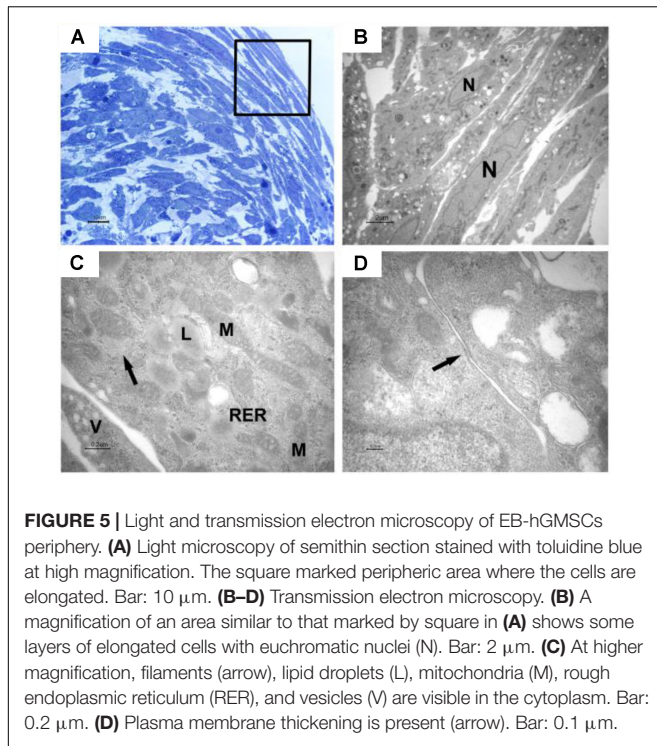 A
B
N
N
C
D
L
M
V
RER
M
0.2μm
FIGURE 5 | Light and transmission electron microscopy of EB-hGMSCs
periphery. (A) Light microscopy of semithin section stained with toluidine blue
at high magnification. The square marked peripheric area where the cells are
elongated. Bar: 10 μm. (B–D) Transmission electron microscopy. (B) A
magnification of an area similar to that marked by square in (A) shows some
layers of elongated cells with euchromatic nuclei (N). Bar: 2 μm. (C) At higher
magnification, filaments (arrow), lipid droplets (L), mitochondria (M), rough
endoplasmic reticulum (RER), and vesicles (V) are visible in the cytoplasm. Bar:
0.2 μm. (D) Plasma membrane thickening is present (arrow). Bar: 0.1 μm.